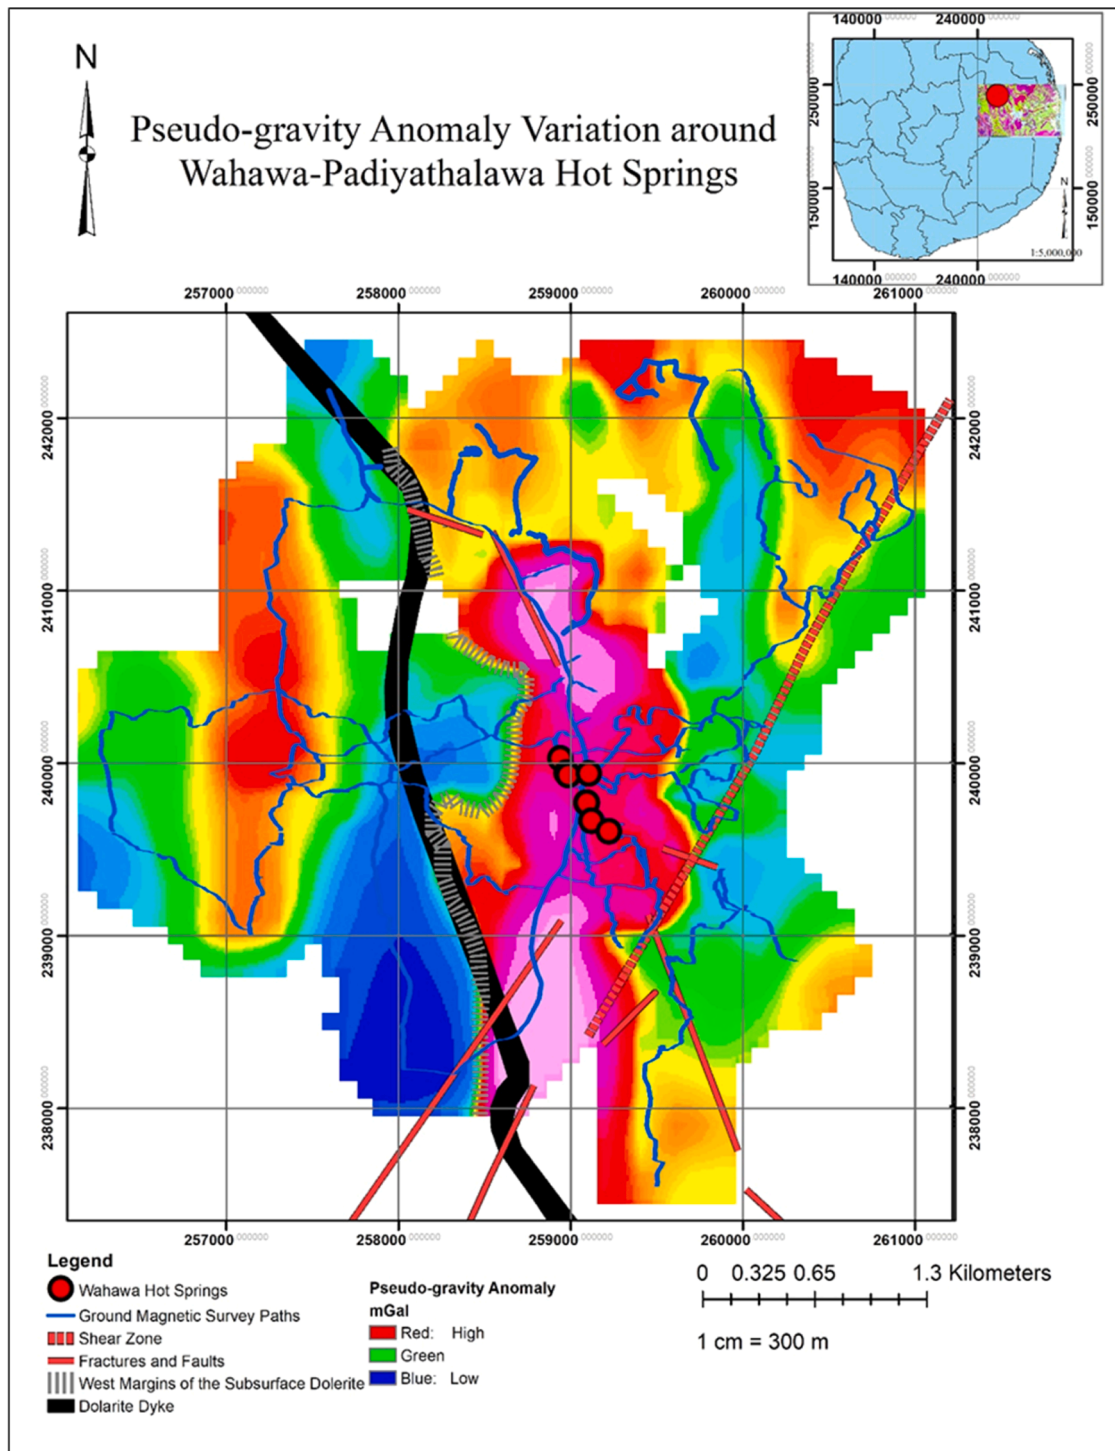 N
Pseudo-gravity Anomaly Variation around
Wahawa-Padiyathalawa Hot Springs
140000 240000
250000 250000
150000 150000
N
1:5,000,000
140000 240000
257000 258000 259000 260000 261000
242000 242000
241000 241000
240000 240000
239000 239000
238000 238000
257000 258000 259000 260000 261000
Legend
Wahawa Hot Springs
Ground Magnetic Survey Paths
Shear Zone
Fractures and Faults
West Margins of the Subsurface Dolerite
Dolarite Dyke
Pseudo-gravity Anomaly
mGal
Red: High
Green
Blue: Low
0 0.325 0.65 1.3 Kilometers
1 cm = 300 m